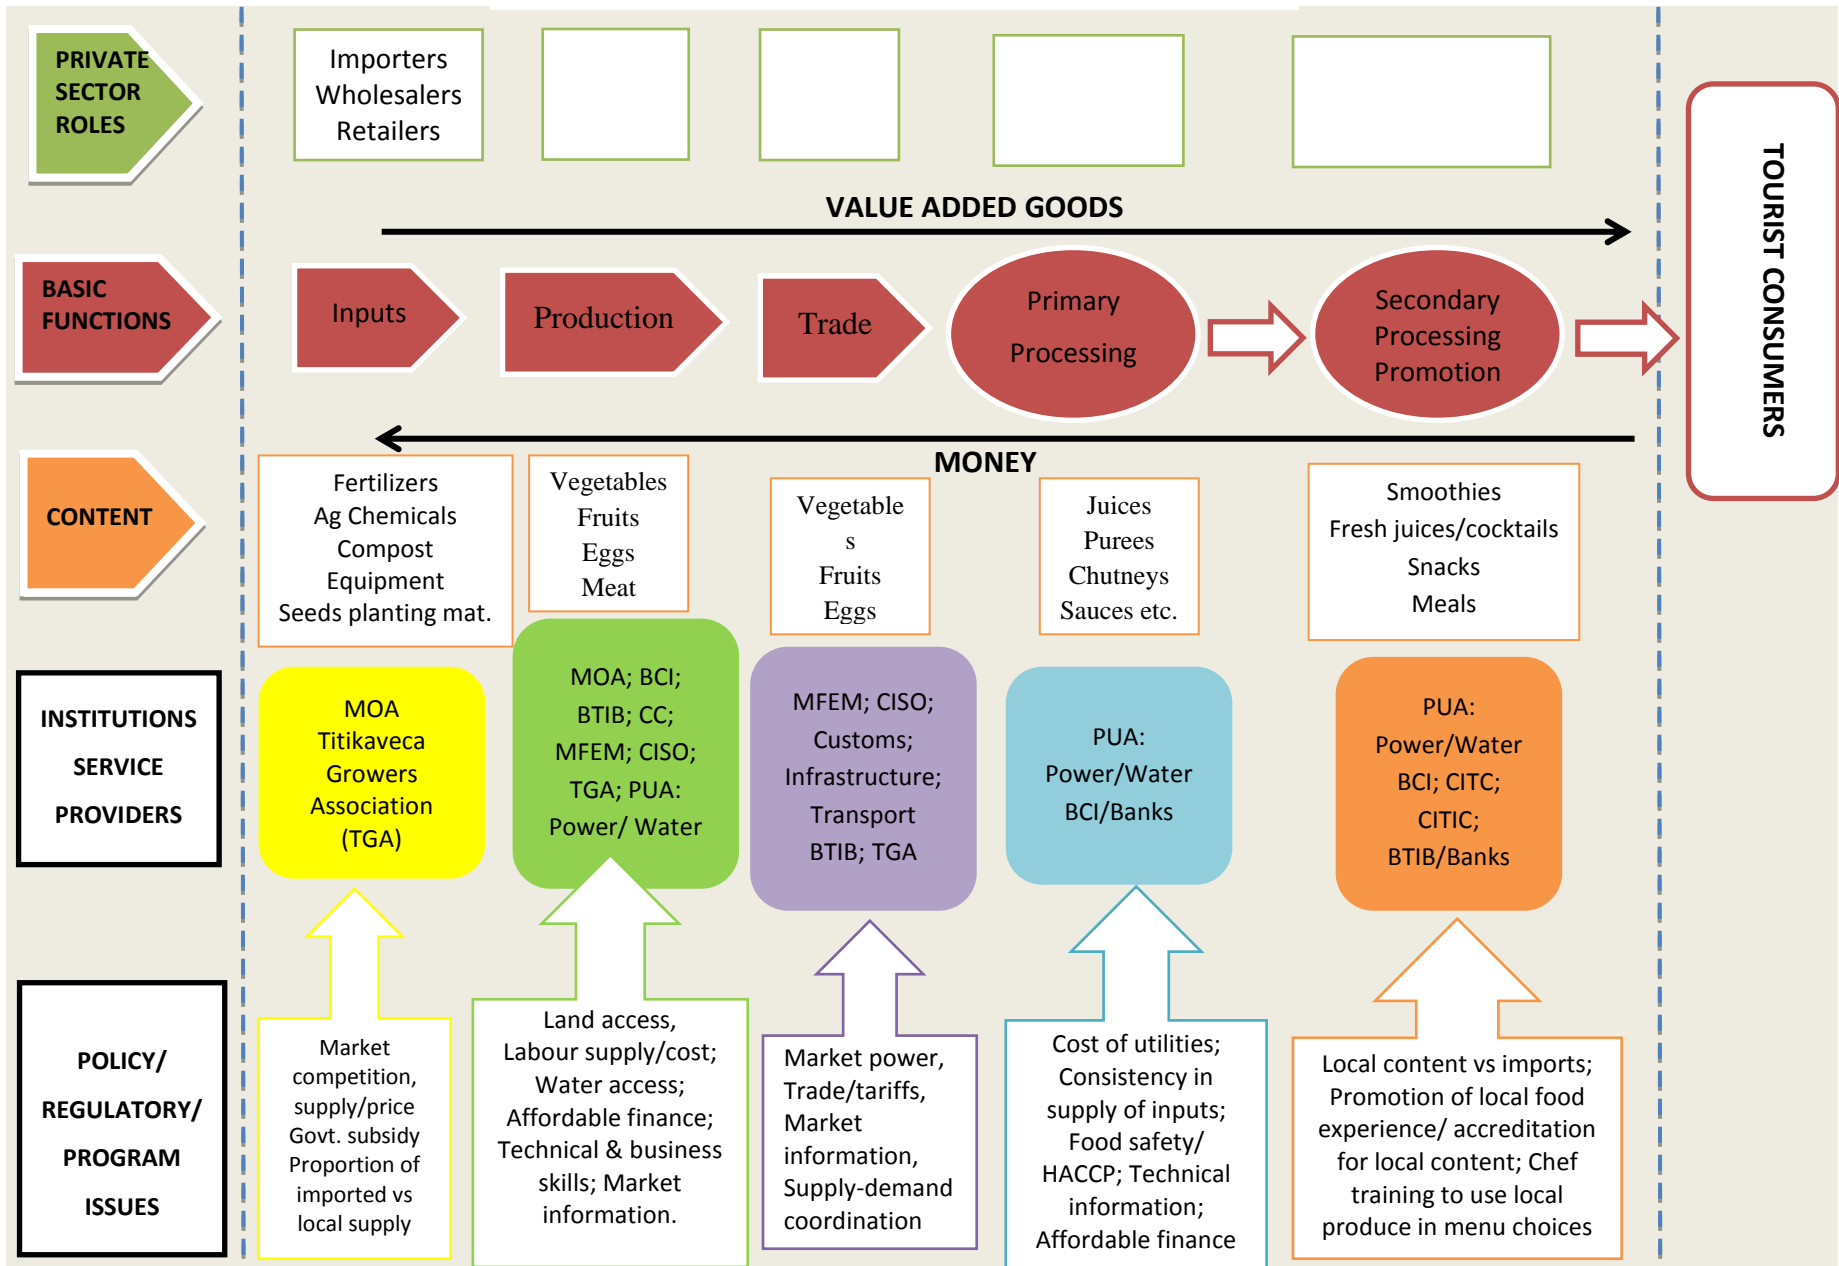 PRIVATE
SECTOR
ROLES
Importers
Wholesalers
Retailers
VALUE ADDED GOODS
BASIC
FUNCTIONS
Inputs
Production
Trade
Primary
Processing
Secondary
Processing
Promotion
TOURIST CONSUMERS
MONEY
CONTENT
Fertilizers
Ag Chemicals
Compost
Equipment
Seeds planting mat.
Vegetables
Fruits
Eggs
Meat
Vegetable
s
Fruits
Eggs
Juices
Purees
Chutneys
Sauces etc.
Smoothies
Fresh juices/cocktails
Snacks
Meals
INSTITUTIONS
SERVICE
PROVIDERS
MOA
Titikaveca
Growers
Association
(TGA)
MOA; BCI;
BTIB; CC;
MFEM; CISO;
TGA; PUA:
Power/ Water
MFEM; CISO;
Customs;
Infrastructure;
Transport
BTIB; TGA
PUA:
Power/Water
BCI/Banks
PUA:
Power/Water
BCI; CITC;
CITIC;
BTIB/Banks
POLICY/
REGULATORY/
PROGRAM
ISSUES
Market
competition,
supply/price
Govt. subsidy
Proportion of
imported vs
local supply
Land access,
Labour supply/cost;
Water access;
Affordable finance;
Technical & business
skills; Market
information.
Market power,
Trade/tariffs,
Market
information,
Supply-demand
coordination
Cost of utilities;
Consistency in
supply of inputs;
Food safety/
HACCP; Technical
information;
Affordable finance
Local content vs imports;
Promotion of local food
experience/ accreditation
for local content; Chef
training to use local
produce in menu choices